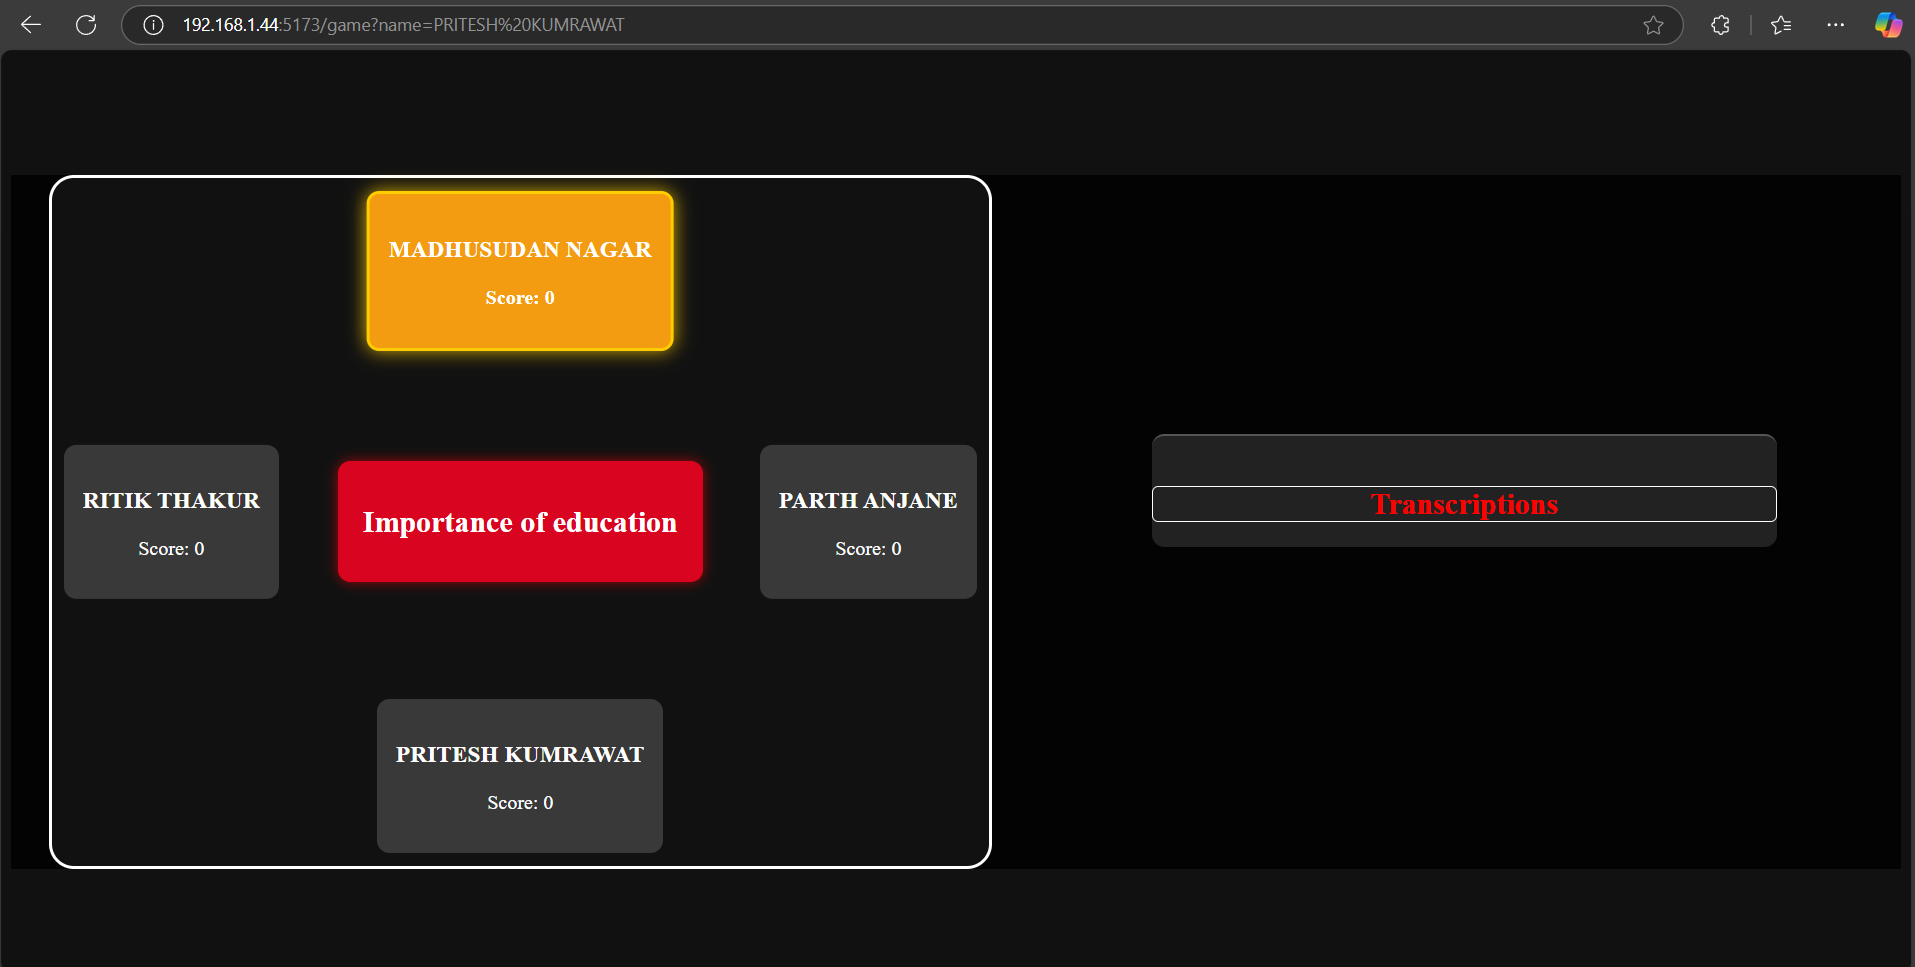 192.168.1.44:5173/game?name=PRITESH%20KUMRAWAT
MADHUSUDAN NAGAR
Score: 0
RITIK THAKUR
Score: 0
Importance of education
PARTH ANJANE
Score: 0
Transcriptions
PRITESH KUMRAWAT
Score: 0